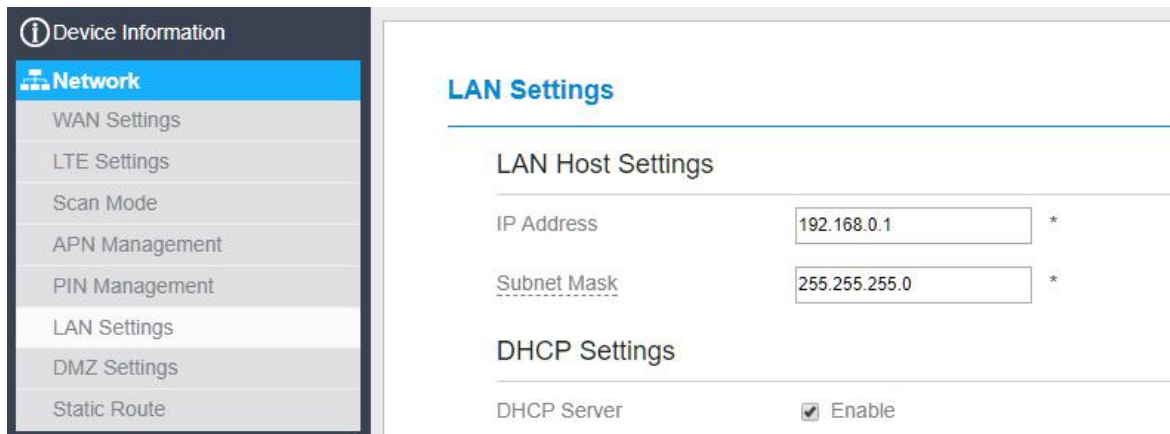 Device Information
Network
WAN Settings
LTE Settings
Scan Mode
APN Management
PIN Management
LAN Settings
DMZ Settings
Static Route
LAN Settings
LAN Host Settings
IP Address 192.168.0.1 *
Subnet Mask 255.255.255.0 *
DHCP Settings
DHCP Server Enable